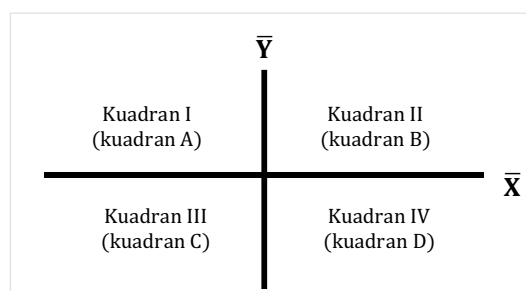 Y̅
Kuadran I
(kuadran A)
Kuadran II
(kuadran B)
X̅
Kuadran III
(kuadran C)
Kuadran IV
(kuadran D)